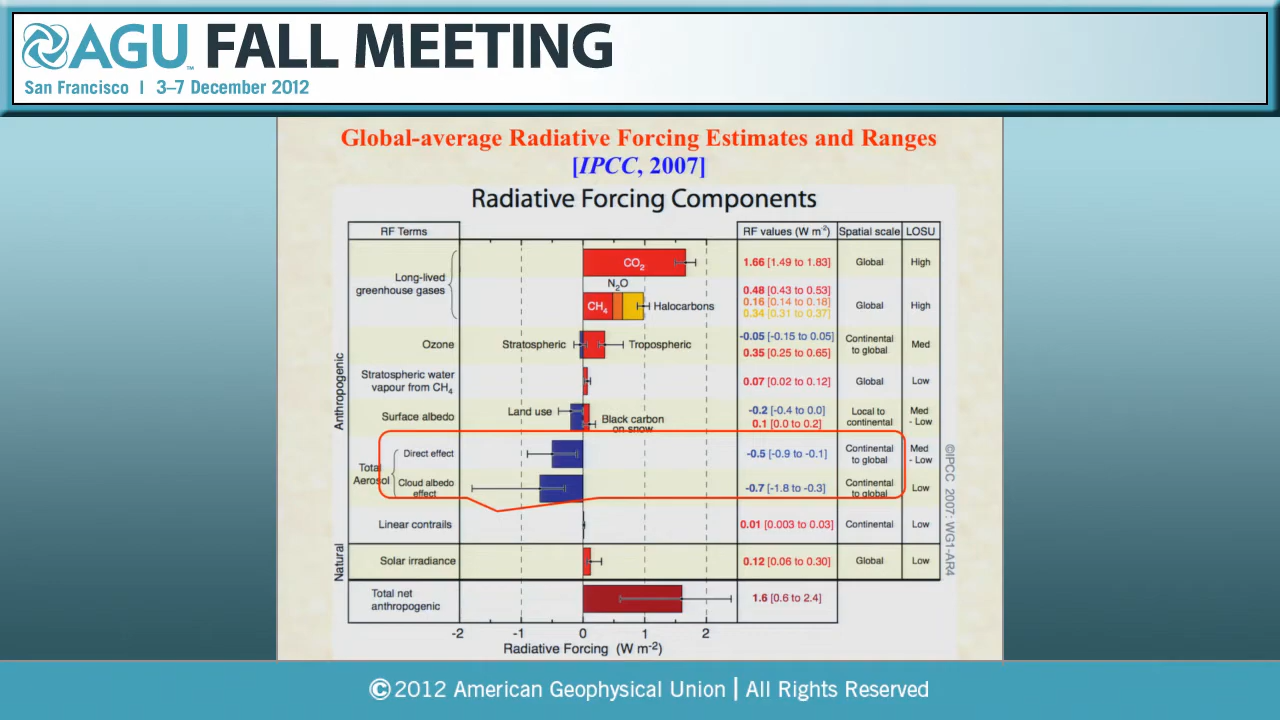 AGU™ FALL MEETING
San Francisco | 3–7 December 2012
Global-average Radiative Forcing Estimates and Ranges
[IPCC, 2007]
Radiative Forcing Components
RF Terms
RF values (W m⁻²)
Spatial scale
LOSU
Anthropogenic
Long-lived
greenhouse gases
CO₂
1.66 [1.49 to 1.83]
Global
High
N₂O
CH₄
Halocarbons
0.48 [0.43 to 0.53]
0.16 [0.14 to 0.18]
0.34 [0.31 to 0.37]
Global
High
Ozone
Stratospheric
Tropospheric
-0.05 [-0.15 to 0.05]
0.35 [0.25 to 0.65]
Continental
to global
Med
Stratospheric water
vapour from CH₄
0.07 [0.02 to 0.12]
Global
Low
Surface albedo
Land use
Black carbon
on snow
-0.2 [-0.4 to 0.0]
0.1 [0.0 to 0.2]
Local to
continental
Med
- Low
Total
Aerosol
Direct effect
-0.5 [-0.9 to -0.1]
Continental
to global
Med
- Low
Cloud albedo
effect
-0.7 [-1.8 to -0.3]
Continental
to global
Low
Linear contrails
0.01 [0.003 to 0.03]
Continental
Low
Natural
Solar irradiance
0.12 [0.06 to 0.30]
Global
Low
Total net
anthropogenic
1.6 [0.6 to 2.4]
-2 -1 0 1 2
Radiative Forcing (W m⁻²)
©IPCC 2007: WG1-AR4
©2012 American Geophysical Union | All Rights Reserved